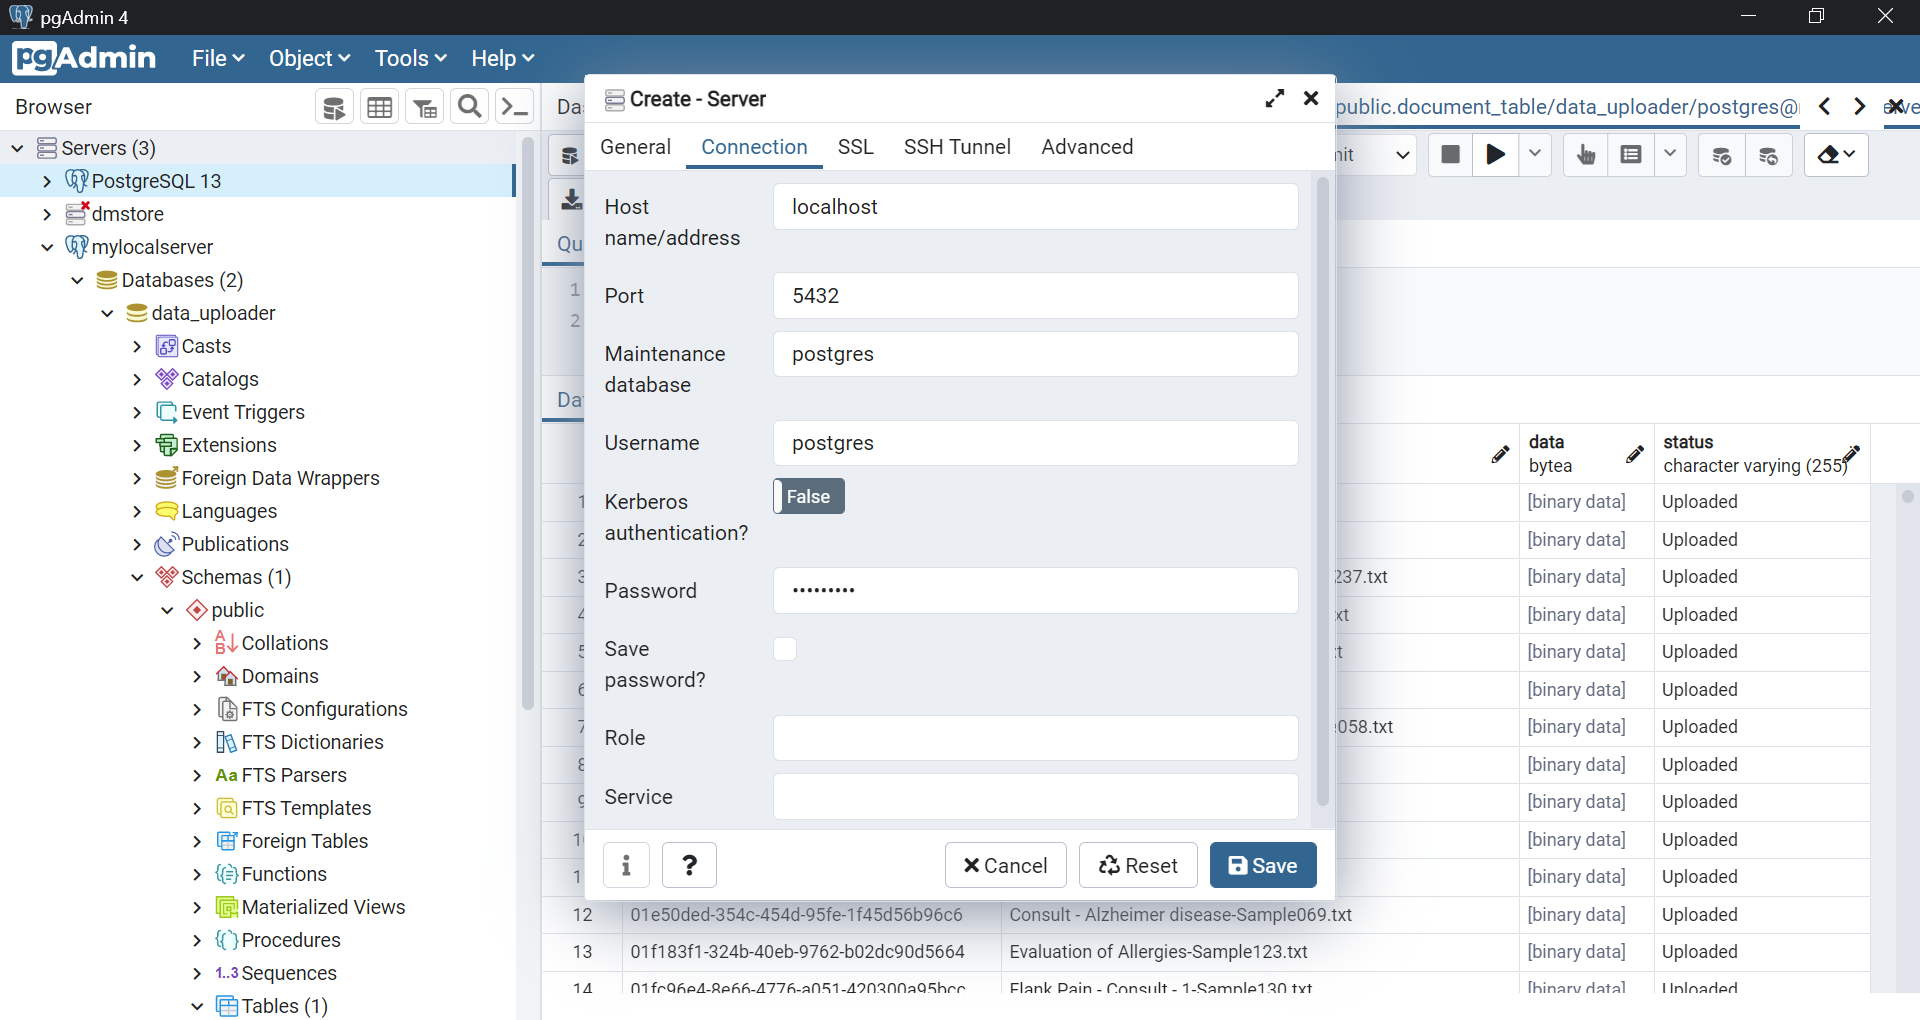 pgAdmin 4
pgAdmin File Object Tools Help
Browser
Servers (3)
PostgreSQL 13
dmstore
mylocalserver
Databases (2)
data_uploader
Casts
Catalogs
Event Triggers
Extensions
Foreign Data Wrappers
Languages
Publications
Schemas (1)
public
Collations
Domains
FTS Configurations
FTS Dictionaries
Aa FTS Parsers
FTS Templates
Foreign Tables
Functions
Materialized Views
Procedures
1..3 Sequences
Tables (1)
Create - Server
General Connection SSL SSH Tunnel Advanced
Host name/address localhost
Port 5432
Maintenance database postgres
Username postgres
Kerberos authentication? False
Password •••••••••
Save password?
Role
Service
i ? Cancel Reset Save
public.document_table/data_uploader/postgres@
1
2
data
bytea
status
character varying (255)
[binary data] Uploaded
[binary data] Uploaded
237.txt [binary data] Uploaded
[binary data] Uploaded
[binary data] Uploaded
[binary data] Uploaded
058.txt [binary data] Uploaded
[binary data] Uploaded
[binary data] Uploaded
[binary data] Uploaded
[binary data] Uploaded
12 01e50ded-354c-454d-95fe-1f45d56b96c6 Consult - Alzheimer disease-Sample069.txt [binary data] Uploaded
13 01f183f1-324b-40eb-9762-b02dc90d5664 Evaluation of Allergies-Sample123.txt [binary data] Uploaded
14 01fc96e4-8e66-4776-a051-420300a95bcc Flank Pain - Consult - 1-Sample130.txt [binary data] Uploaded